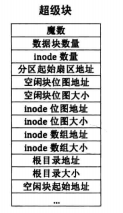 超级块
魔数
数据块数量
inode 数量
分区起始扇区地址
空闲块位图地址
空闲块位图大小
inode 位图地址
inode 位图大小
inode 数组地址
inode 数组大小
根目录地址
根目录大小
空闲块起始地址
...